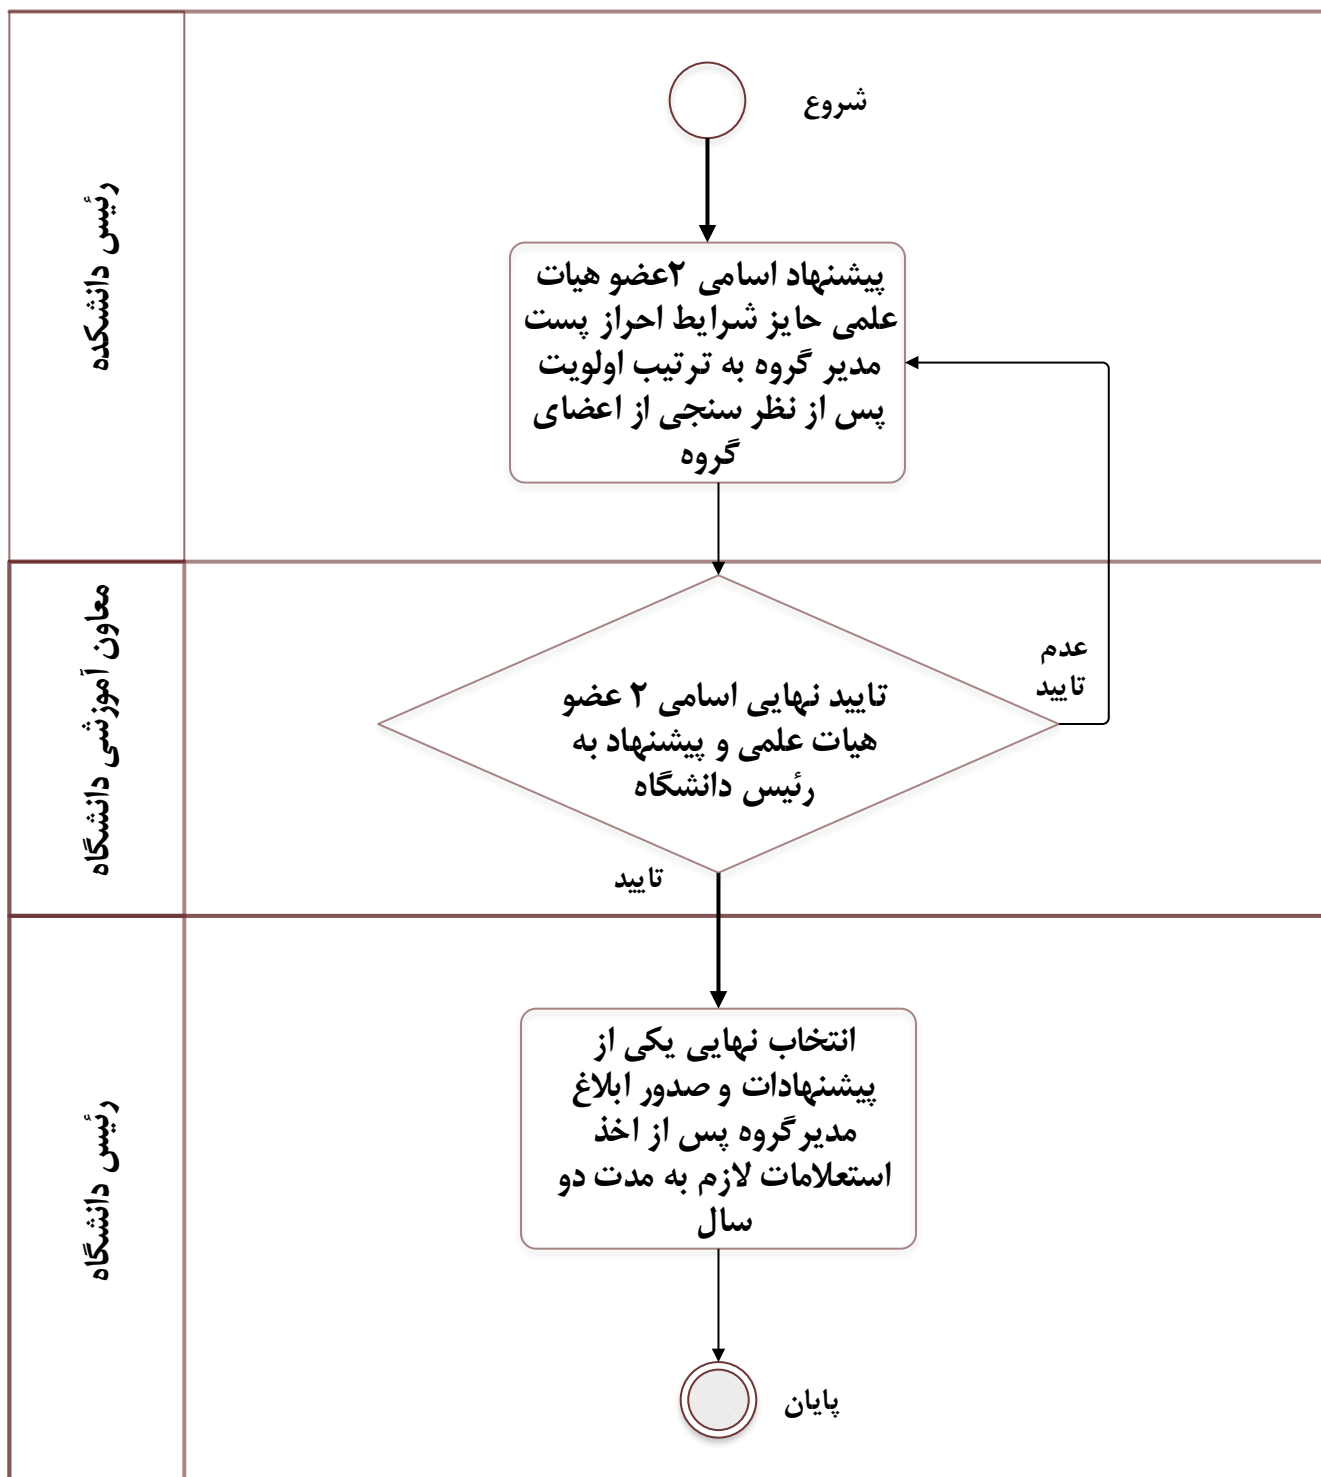 رئیس دانشکده
شروع
پیشنهاد اسامی ۲عضو هیات
علمی حایز شرایط احراز پست
مدیر گروه به ترتیب اولویت
پس از نظر سنجی از اعضای
گروه
معاون آموزشی دانشگاه
تایید نهایی اسامی ۲ عضو
هیات علمی و پیشنهاد به
رئیس دانشگاه
عدم
تایید
تایید
رئیس دانشگاه
انتخاب نهایی یکی از
پیشنهادات و صدور ابلاغ
مدیرگروه پس از اخذ
استعلامات لازم به مدت دو
سال
پایان